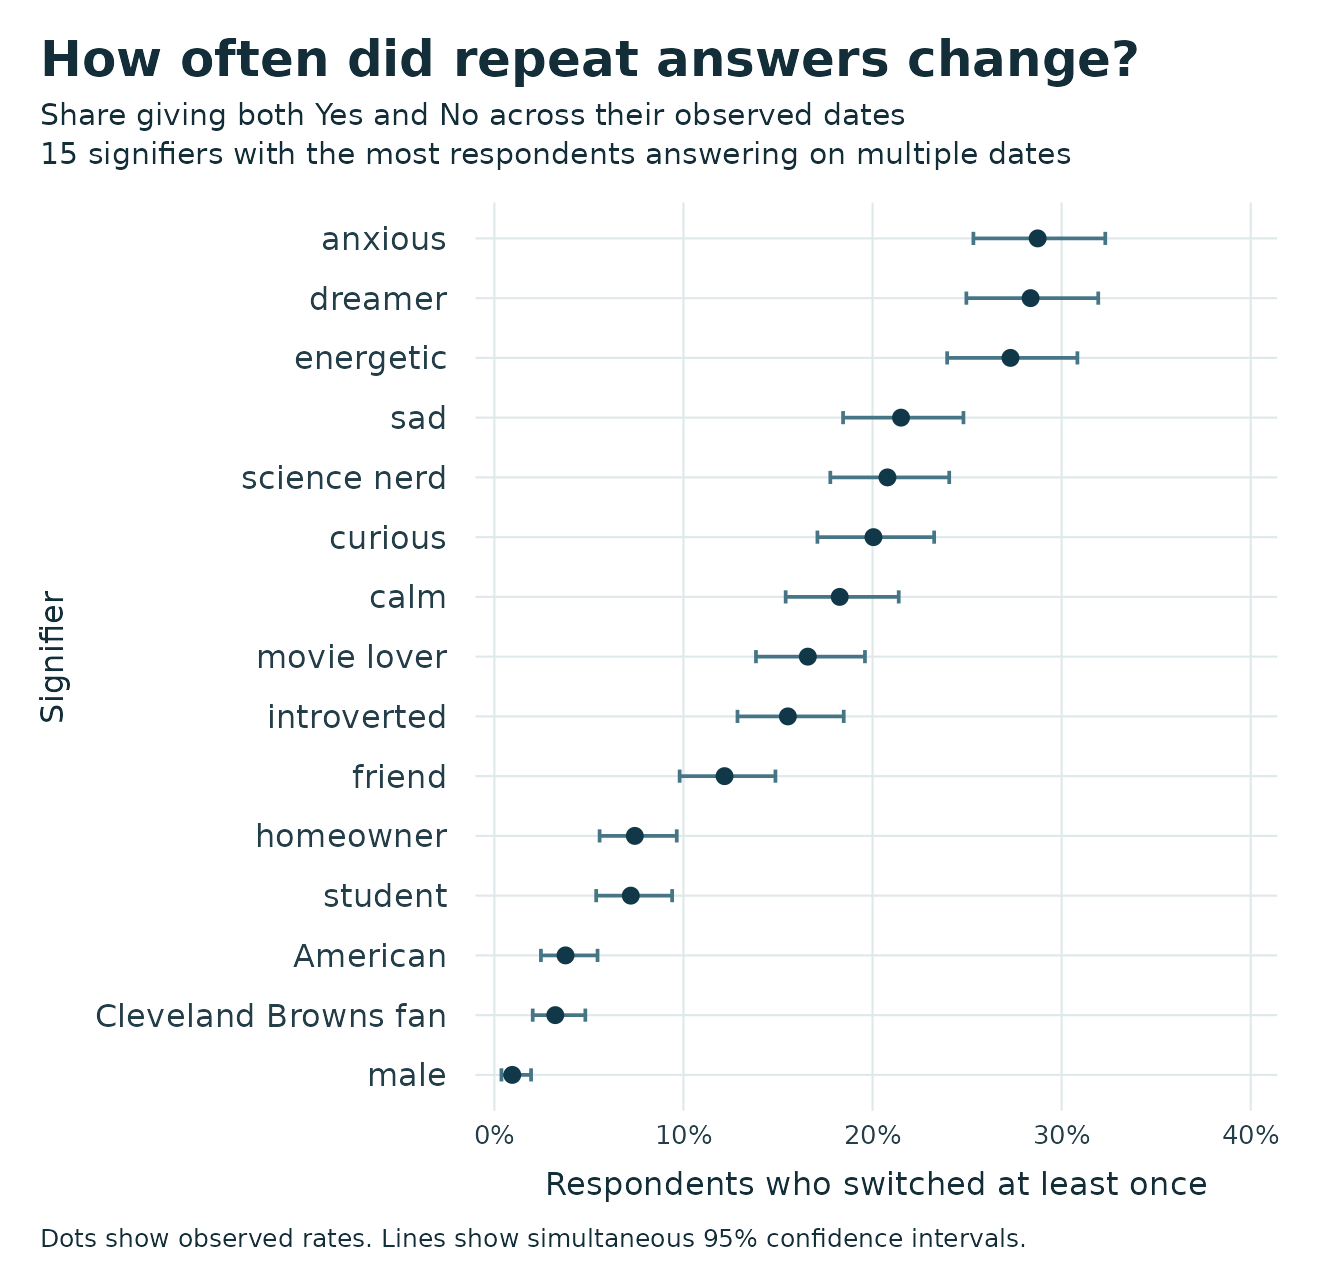 How often did repeat answers change?
Share giving both Yes and No across their observed dates
15 signifiers with the most respondents answering on multiple dates
Signifier
anxious
dreamer
energetic
sad
science nerd
curious
calm
movie lover
introverted
friend
homeowner
student
American
Cleveland Browns fan
male
0% 10% 20% 30% 40%
Respondents who switched at least once
Dots show observed rates. Lines show simultaneous 95% confidence intervals.